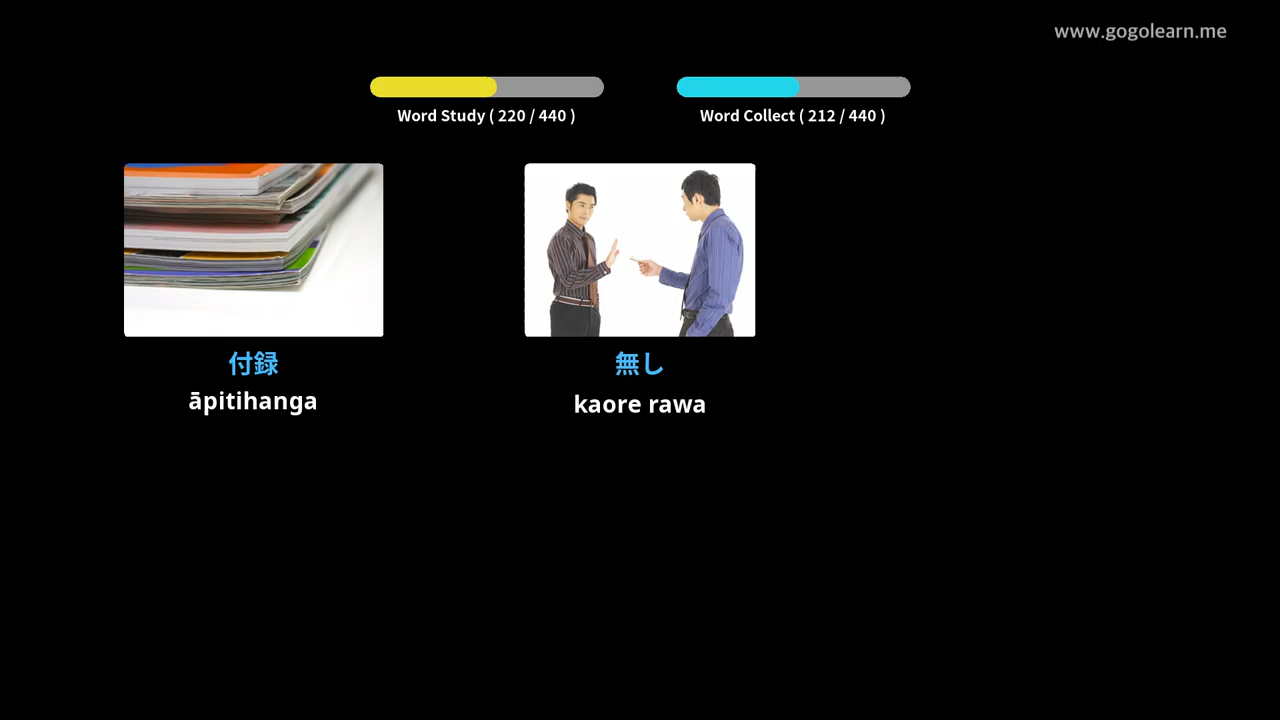 www.gogolearn.me
Word Study ( 220 / 440 )
Word Collect ( 212 / 440 )
付録
āpitihanga
無し
kaore rawa